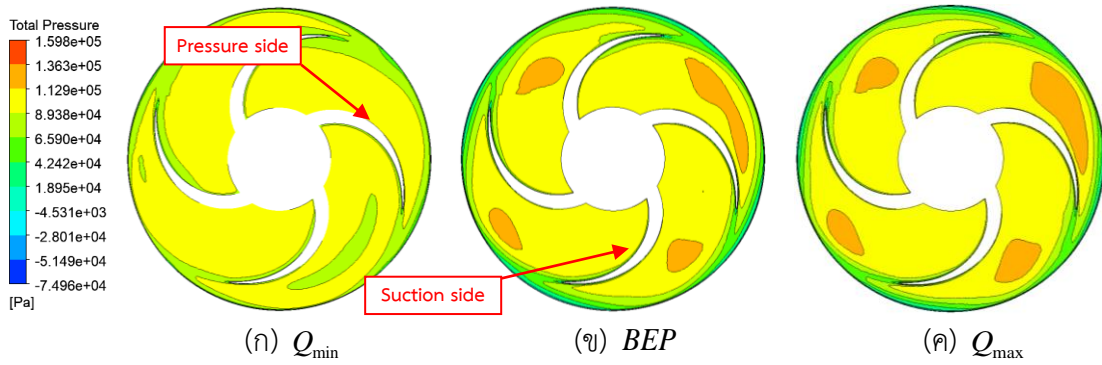 Total Pressure
1.598e+05
1.363e+05
1.129e+05
8.938e+04
6.590e+04
4.242e+04
1.895e+04
-4.531e+03
-2.801e+04
-5.149e+04
-7.496e+04
[Pa]
Pressure side
Suction side
(ก) Qmin
(ข) BEP
(ค) Qmax